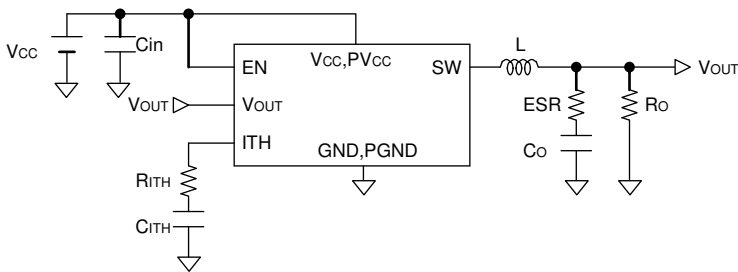 L
VCC
Cin
EN
VCC,PVCC
SW
VOUT
VOUT
VOUT
ESR
RO
ITH
GND,PGND
CO
RITH
CITH